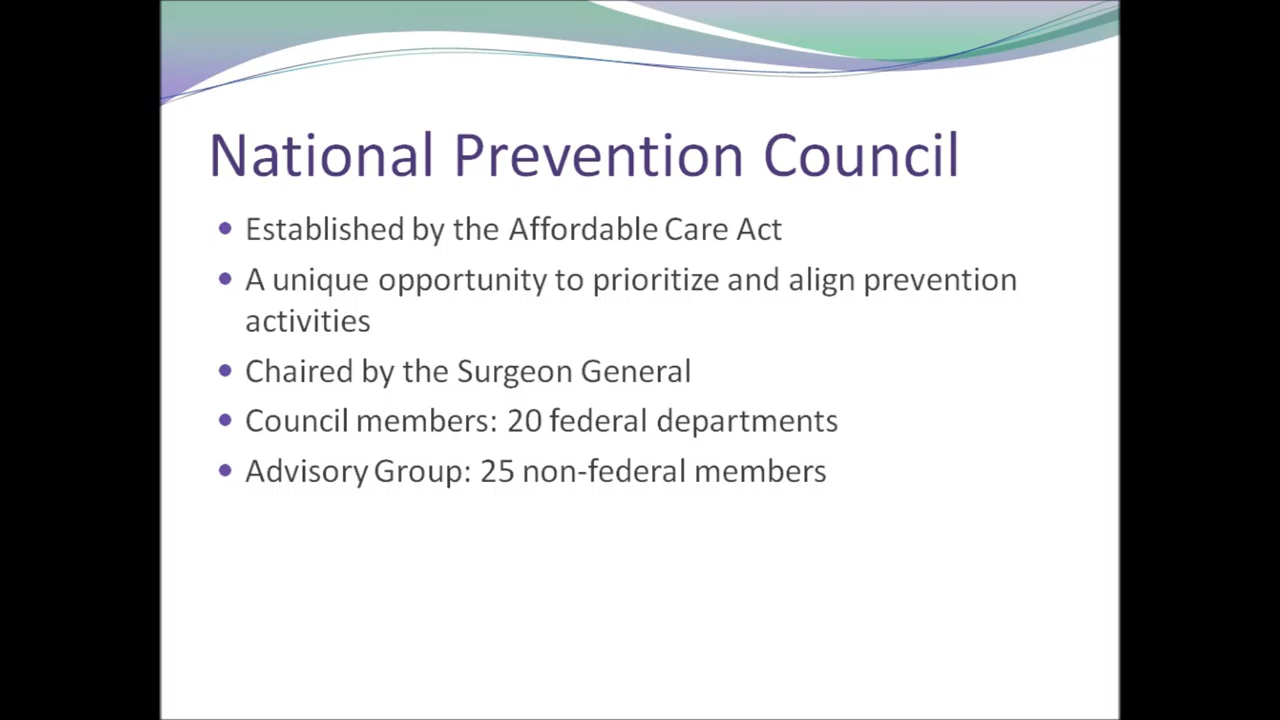 National Prevention Council
• Established by the Affordable Care Act
• A unique opportunity to prioritize and align prevention
activities
• Chaired by the Surgeon General
• Council members: 20 federal departments
• Advisory Group: 25 non-federal members